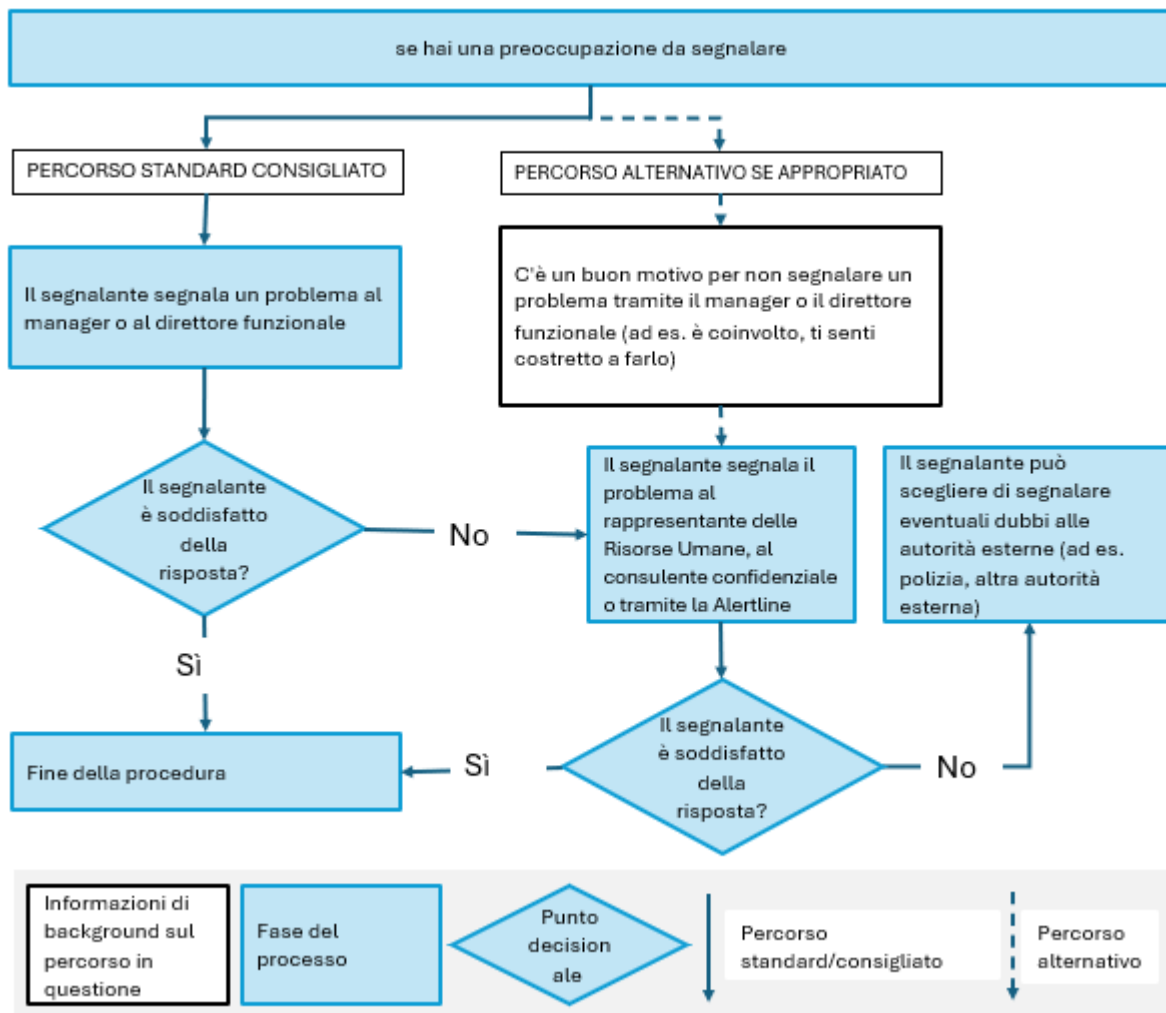 se hai una preoccupazione da segnalare
PERCORSO STANDARD CONSIGLIATO
PERCORSO ALTERNATIVO SE APPROPRIATO
Il segnalante segnala un problema al
manager o al direttore funzionale
C'è un buon motivo per non segnalare un
problema tramite il manager o il direttore
funzionale (ad es. è coinvolto, ti senti
costretto a farlo)
Il segnalante
è soddisfatto
della
risposta?
No
Il segnalante segnala il
problema al
rappresentante delle
Risorse Umane, al
consulente confidenziale
o tramite la Alertline
Il segnalante può
scegliere di segnalare
eventuali dubbi alle
autorità esterne (ad es.
polizia, altra autorità
esterna)
Sì
Fine della procedura
Sì
Il segnalante
è soddisfatto
della
risposta?
No
Informazioni di
background sul
percorso in
questione
Fase del
processo
Punto
decision
ale
Percorso
standard/consigliato
Percorso
alternativo